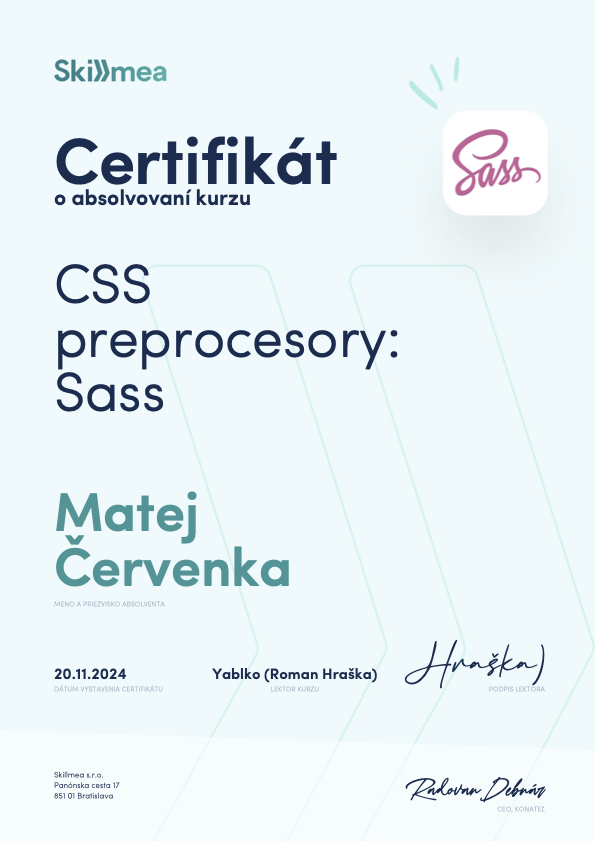 Skillmea
Certifikát
o absolvovaní kurzu
Sass
CSS
preprocesory:
Sass
Matej
Červenka
MENO A PRIEZVISKO ABSOLVENTA
20.11.2024
DÁTUM VYSTAVENIA CERTIFIKÁTU
Yablko (Roman Hraška)
LEKTOR KURZU
Hraška)
PODPIS LEKTORA
Skillmea s.r.o.
Panónska cesta 17
851 01 Bratislava
Radovan Debnár
CEO, KONATEĽ